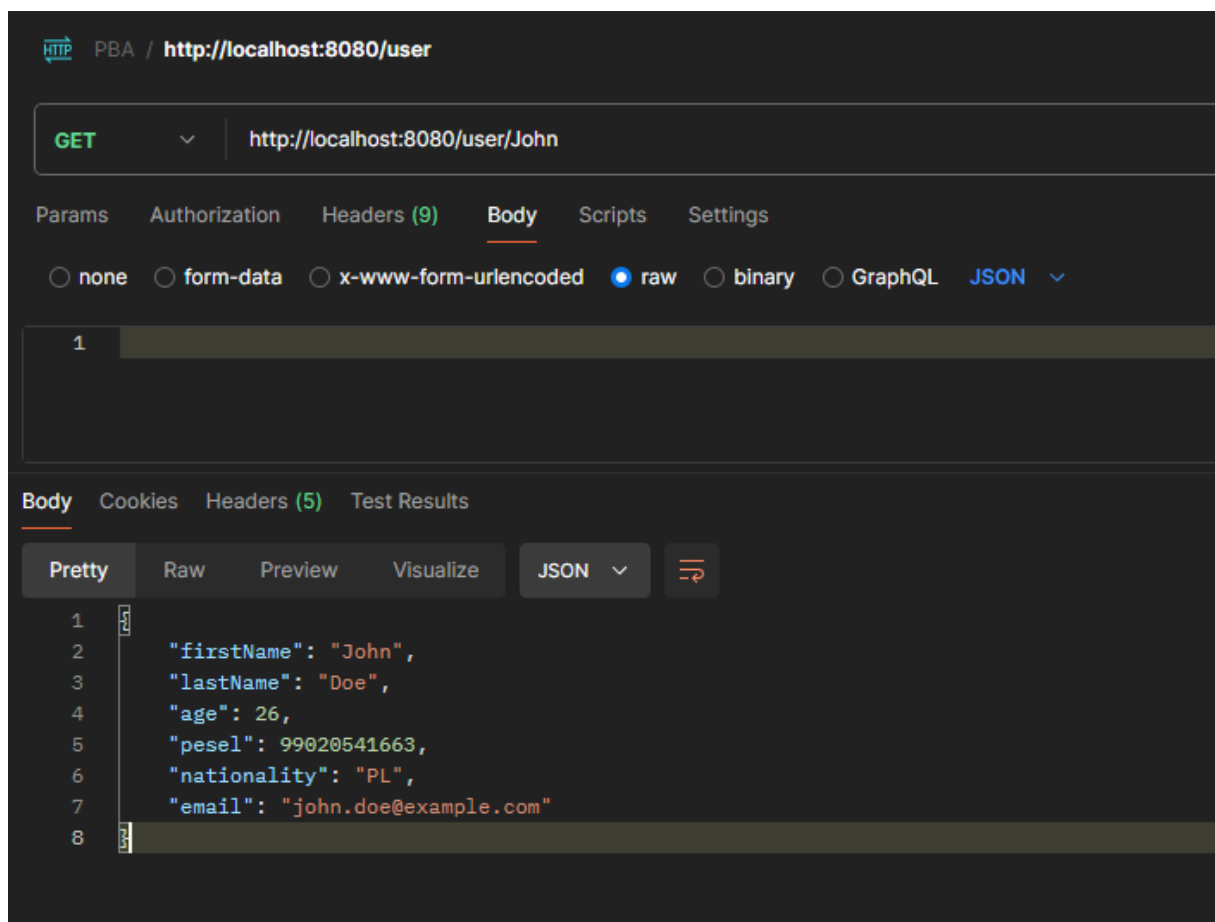 HTTP PBA / http://localhost:8080/user
GET http://localhost:8080/user/John
Params Authorization Headers (9) Body Scripts Settings
none form-data x-www-form-urlencoded raw binary GraphQL JSON
1
Body Cookies Headers (5) Test Results
Pretty Raw Preview Visualize JSON
1 {
2 "firstName": "John",
3 "lastName": "Doe",
4 "age": 26,
5 "pesel": 99020541663,
6 "nationality": "PL",
7 "email": "john.doe@example.com"
8 }